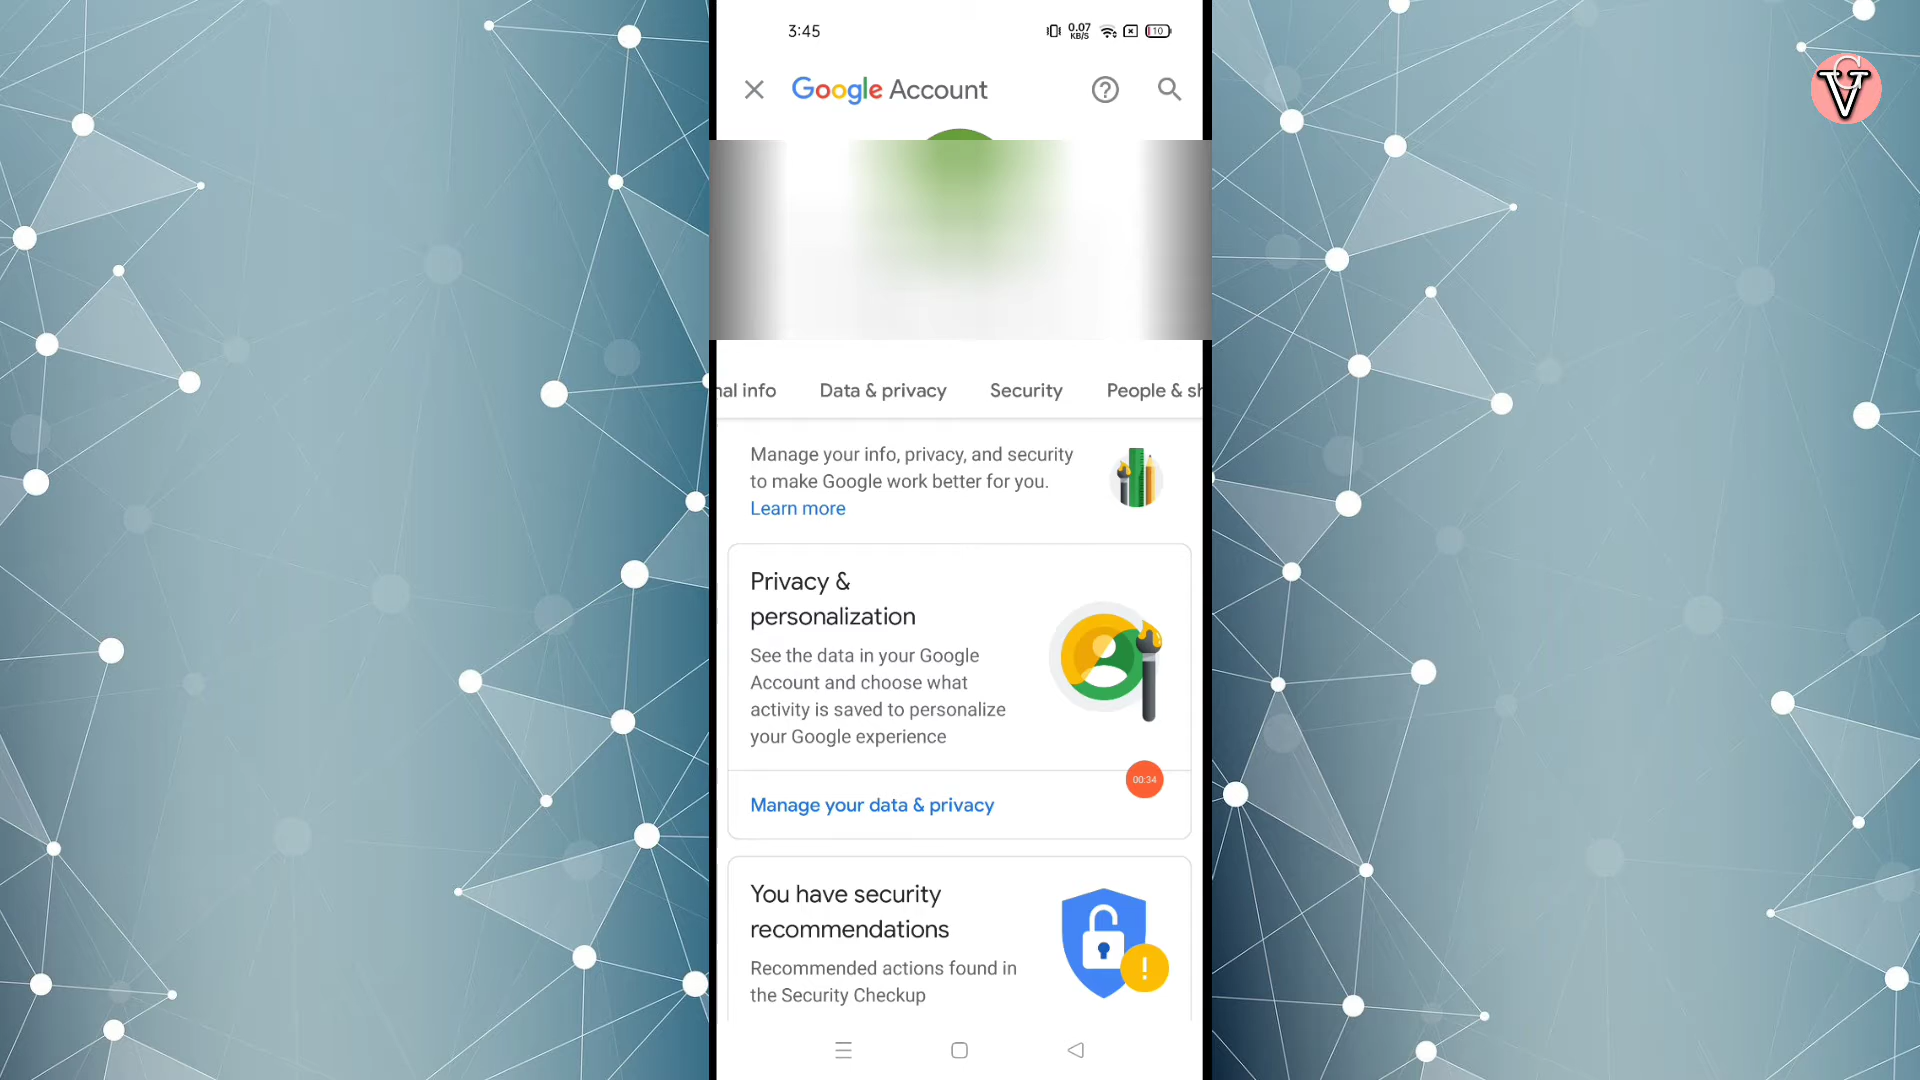 3:45
0.07
KB/S
10
Google Account
nal info
Data & privacy
Security
People & sh
Manage your info, privacy, and security
to make Google work better for you.
Learn more
Privacy &
personalization
See the data in your Google
Account and choose what
activity is saved to personalize
your Google experience
00:34
Manage your data & privacy
You have security
recommendations
Recommended actions found in
the Security Checkup
VG